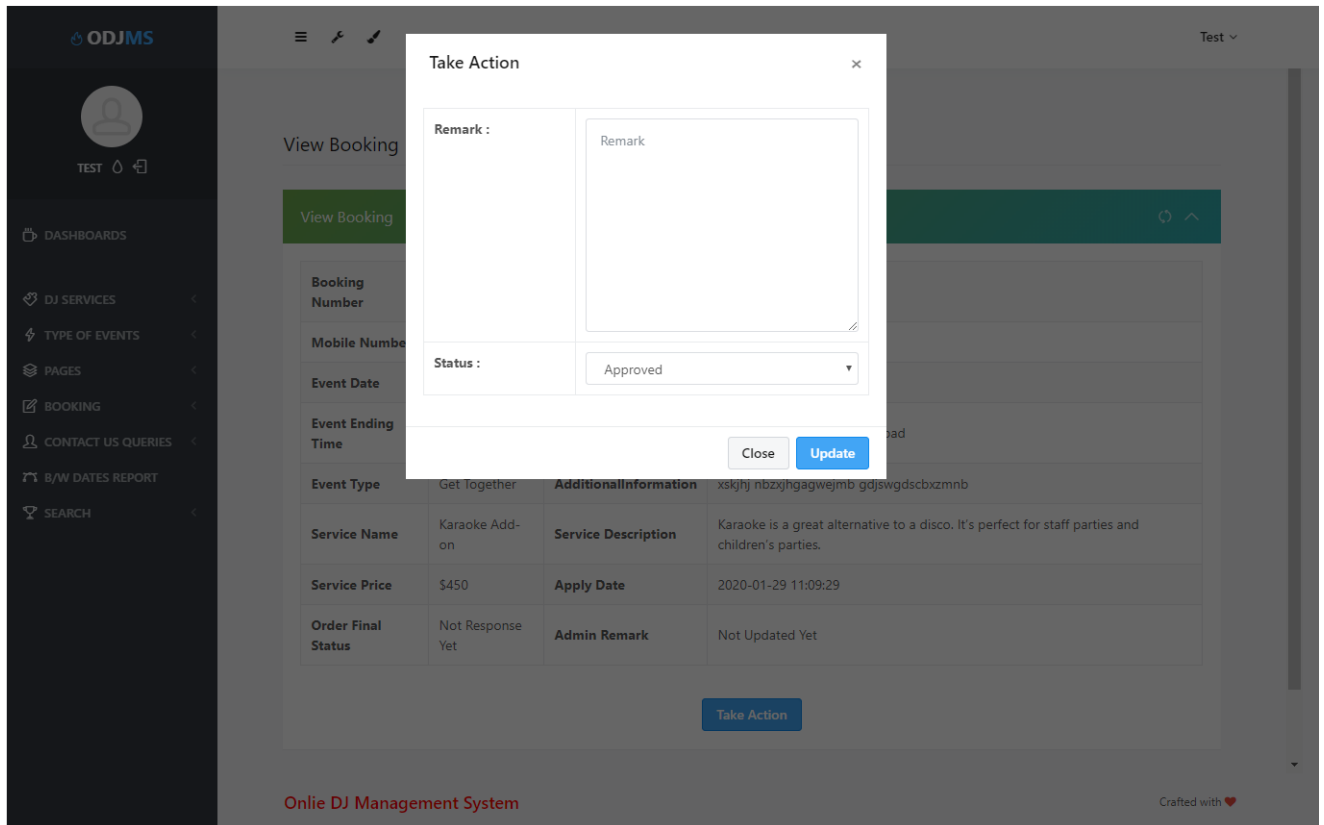 ODJMS
Test
TEST
DASHBOARDS
DJ SERVICES
TYPE OF EVENTS
PAGES
BOOKING
CONTACT US QUERIES
B/W DATES REPORT
SEARCH
Take Action
×
Remark :
Remark
Status :
Approved
Close
Update
View Booking
View Booking
Booking
Number
Mobile Numbe
Event Date
Event Ending
Time
Event Type
Get Together
AdditionalInformation
xskjhj nbzxjhgagwejmb gdjswgdscbxzmnb
Service Name
Karaoke Add-
on
Service Description
Karaoke is a great alternative to a disco. It's perfect for staff parties and
children's parties.
Service Price
$450
Apply Date
2020-01-29 11:09:29
Order Final
Status
Not Response
Yet
Admin Remark
Not Updated Yet
Take Action
Onlie DJ Management System
Crafted with